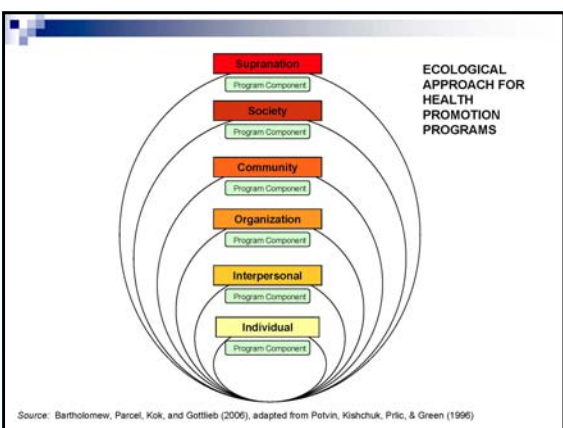 Supranation
Program Component
ECOLOGICAL
APPROACH FOR
HEALTH
PROMOTION
PROGRAMS
Society
Program Component
Community
Program Component
Organization
Program Component
Interpersonal
Program Component
Individual
Program Component
Source: Bartholomew, Parcel, Kok, and Gottlieb (2006), adapted from Potvin, Kishchuk, Prlic, & Green (1996)